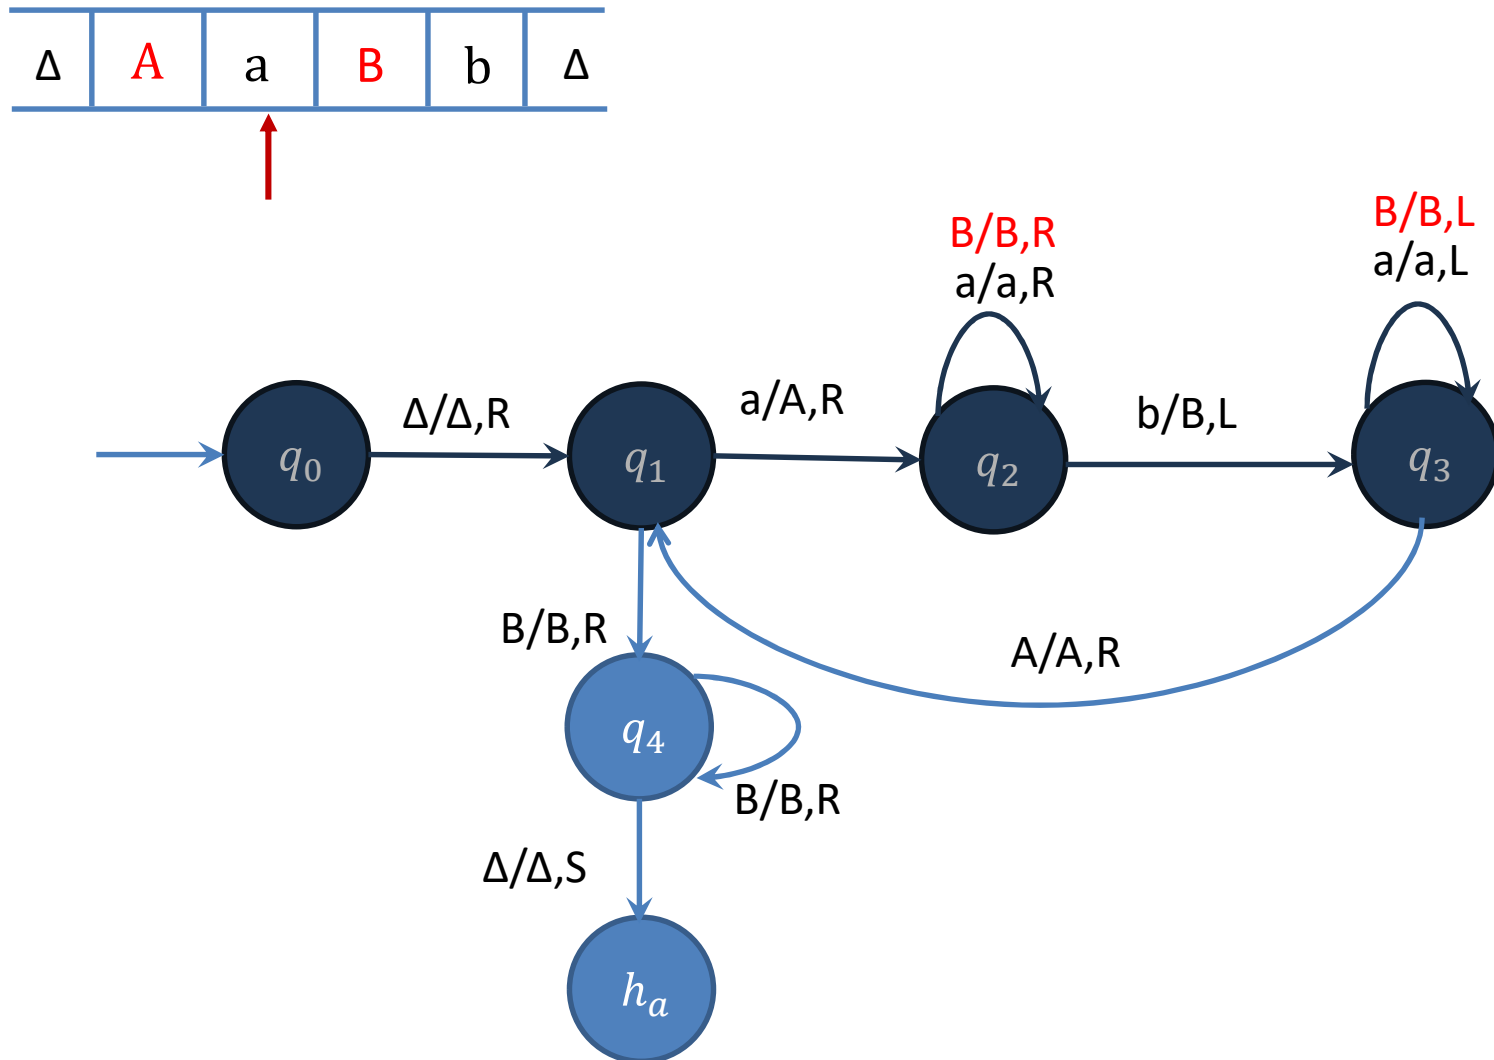 Δ A a B b Δ
B/B,R
a/a,R
B/B,L
a/a,L
Δ/Δ,R
a/A,R
b/B,L
q0
q1
q2
q3
B/B,R
A/A,R
q4
B/B,R
Δ/Δ,S
ha